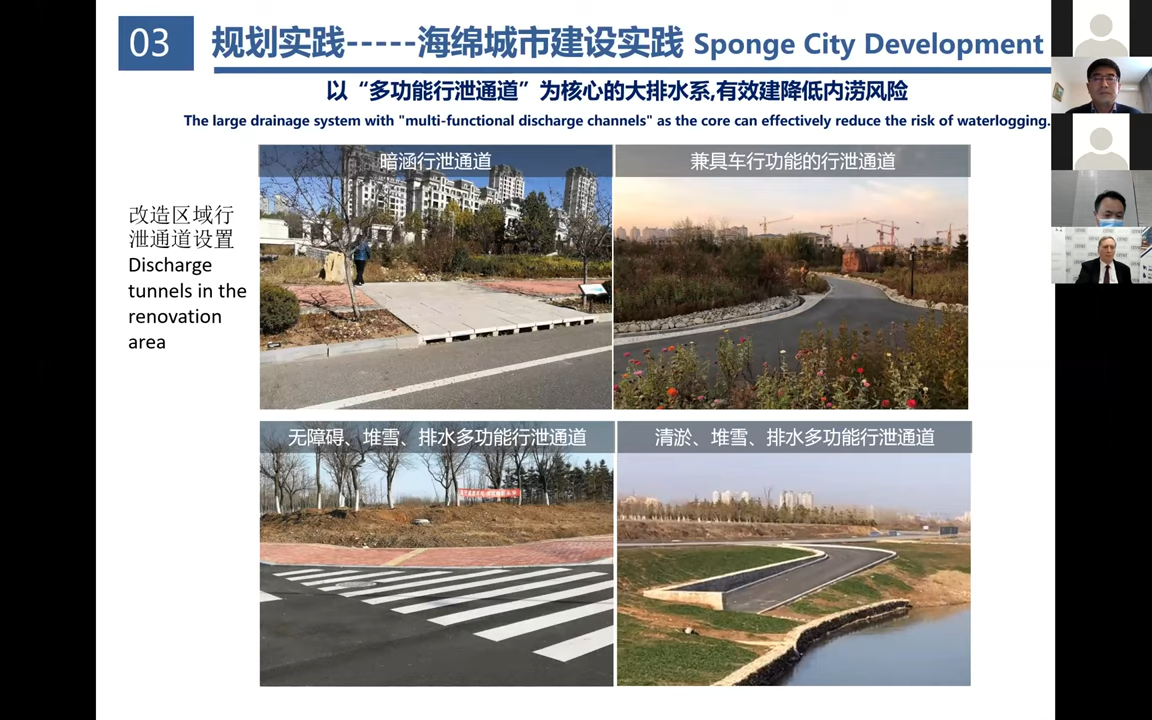 03
规划实践-----海绵城市建设实践 Sponge City Development
以“多功能行泄通道”为核心的大排水系,有效建降低内涝风险
The large drainage system with "multi-functional discharge channels" as the core can effectively reduce the risk of waterlogging.
改造区域行
泄通道设置
Discharge
tunnels in the
renovation
area
暗涵行泄通道
兼具车行功能的行泄通道
无障碍、堆雪、排水多功能行泄通道
清淤、堆雪、排水多功能行泄通道